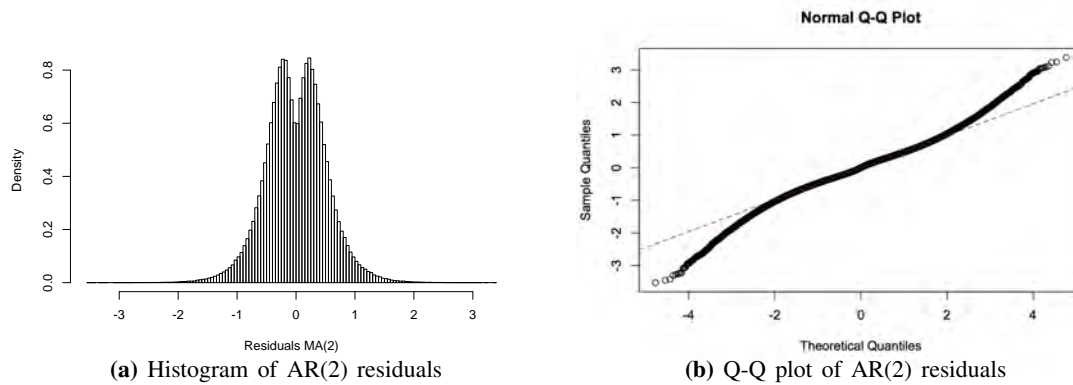 Density
0.0 0.2 0.4 0.6 0.8
-3 -2 -1 0 1 2 3
Residuals MA(2)
(a) Histogram of AR(2) residuals
Normal Q-Q Plot
Sample Quantiles
-3 -2 -1 0 1 2 3
-4 -2 0 2 4
Theoretical Quantiles
(b) Q-Q plot of AR(2) residuals